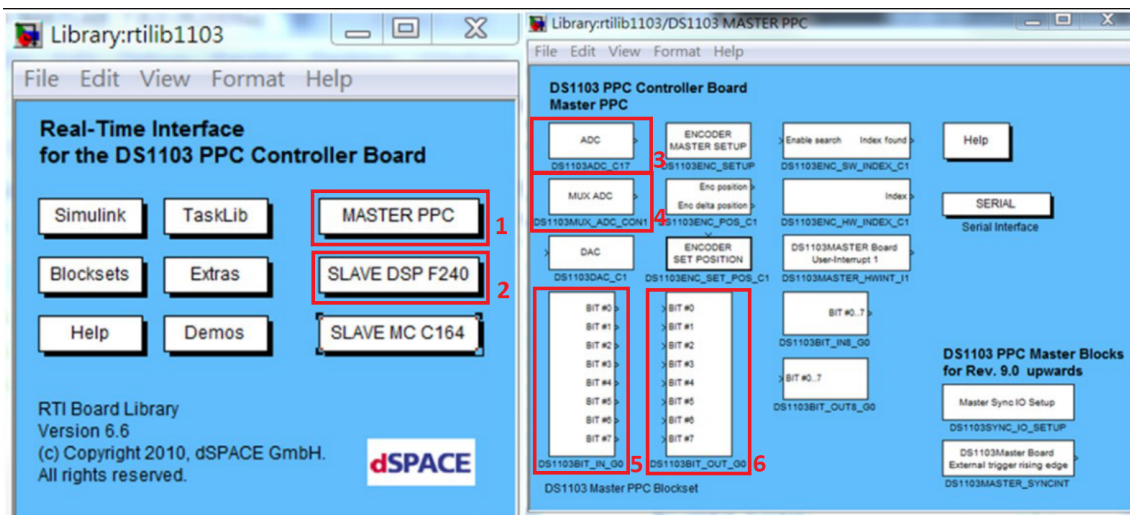 Library:rtilib1103
File Edit View Format Help
Real-Time Interface
for the DS1103 PPC Controller Board
Simulink
TaskLib
MASTER PPC
1
Blocksets
Extras
SLAVE DSP F240
2
Help
Demos
SLAVE MC C164
RTI Board Library
Version 6.6
(c) Copyright 2010, dSPACE GmbH.
All rights reserved.
dSPACE
Library:rtilib1103/DS1103 MASTER PPC
File Edit View Format Help
DS1103 PPC Controller Board
Master PPC
ADC
DS1103ADC_C17
3
ENCODER
MASTER SETUP
DS1103ENC_SETUP
Enable search Index found
DS1103ENC_SW_INDEX_C1
Help
MUX ADC
DS1103MUX_ADC_CON1
4
Enc position
Enc delta position
DS1103ENC_POS_C1
Index
DS1103ENC_HW_INDEX_C1
SERIAL
Serial Interface
DAC
DS1103DAC_C1
ENCODER
SET POSITION
DS1103ENC_SET_POS_C1
DS1103MASTER Board
User-Interrupt 1
DS1103MASTER_HWINT_I1
BIT #0
BIT #1
BIT #2
BIT #3
BIT #4
BIT #5
BIT #6
BIT #7
DS1103BIT_IN_G0
5
BIT #0
BIT #1
BIT #2
BIT #3
BIT #4
BIT #5
BIT #6
BIT #7
DS1103BIT_OUT_G0
6
BIT #0..7
DS1103BIT_IN8_G0
BIT #0..7
DS1103BIT_OUT8_G0
DS1103 PPC Master Blocks
for Rev. 9.0 upwards
Master Sync IO Setup
DS1103SYNC_IO_SETUP
DS1103Master Board
External trigger rising edge
DS1103MASTER_SYNCINT
DS1103 Master PPC Blockset